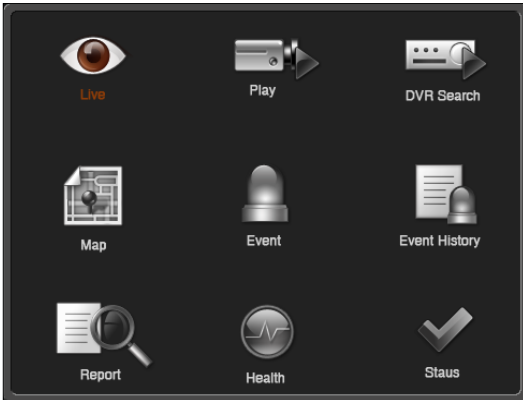 Live
Play
DVR Search
Map
Event
Event History
Report
Health
Staus